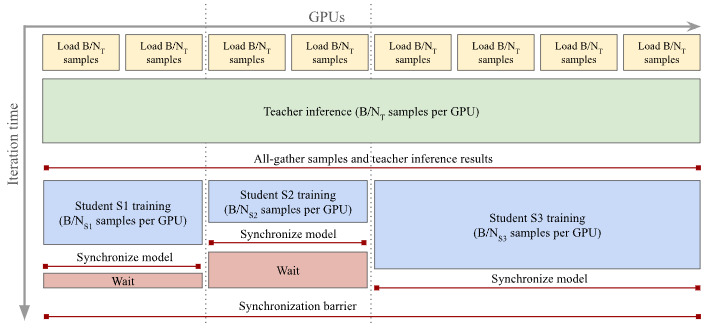 GPUs
Iteration time
Load B/N_T
samples
Load B/N_T
samples
Load B/N_T
samples
Load B/N_T
samples
Load B/N_T
samples
Load B/N_T
samples
Load B/N_T
samples
Load B/N_T
samples
Teacher inference (B/N_T samples per GPU)
All-gather samples and teacher inference results
Student S1 training
(B/N_S1 samples per GPU)
Synchronize model
Wait
Student S2 training
(B/N_S2 samples per GPU)
Synchronize model
Wait
Student S3 training
(B/N_S3 samples per GPU)
Synchronize model
Synchronization barrier